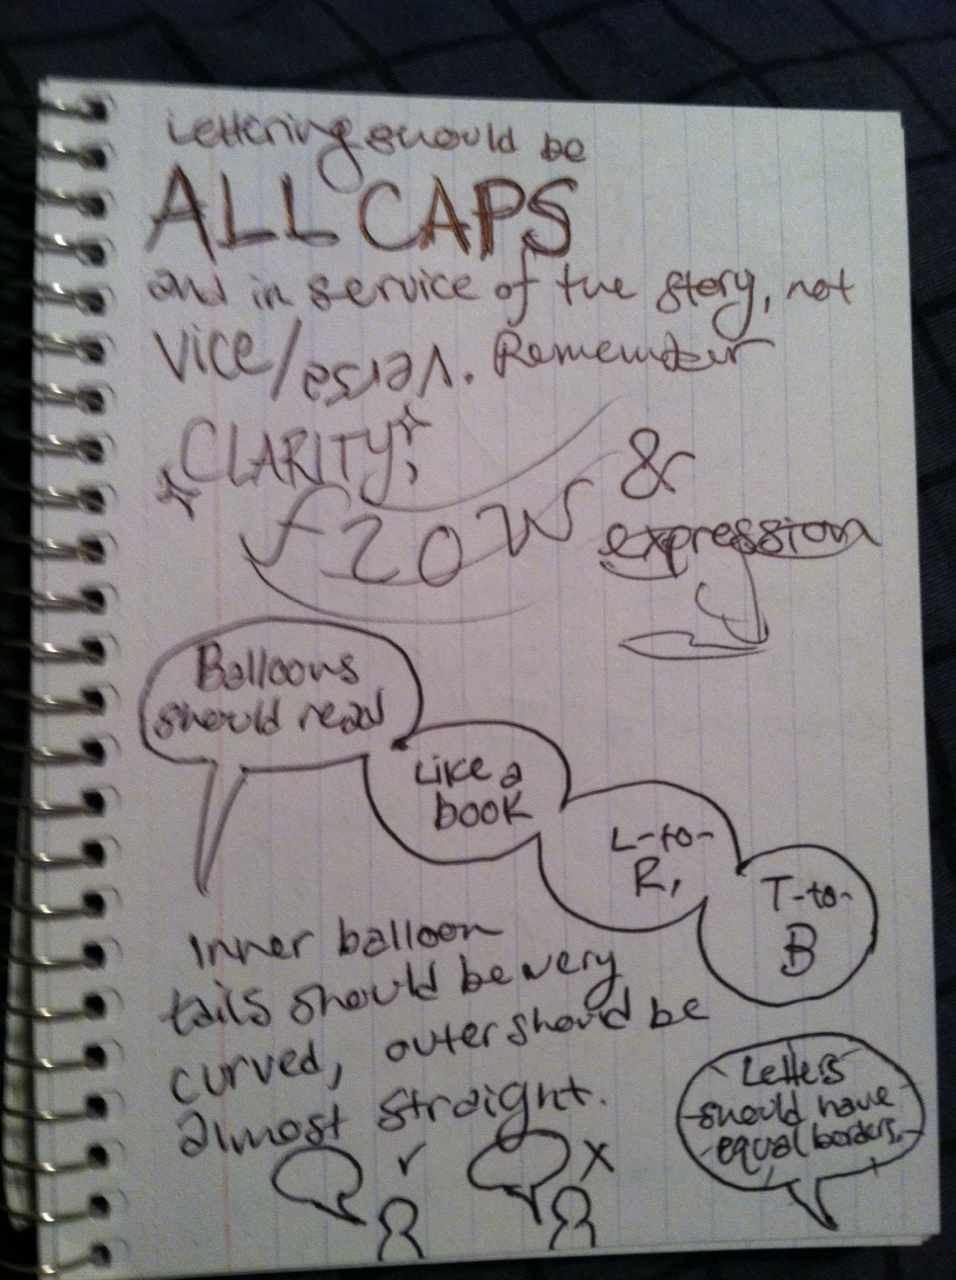 Lettering should be
ALL CAPS
and in service of the story, not
vice/versa. Remember
CLARITY,
flow &
expression
Balloons
should read
Like a
book
L-to-
R,
T-to-
B
Inner balloon
tails should be very
curved, outer should be
almost straight.
Letters
should have
equal borders.